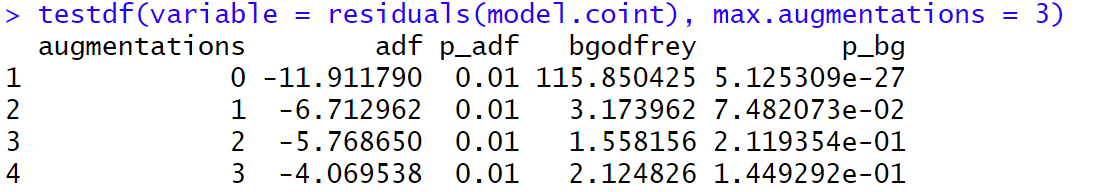 > testdf(variable = residuals(model.coint), max.augmentations = 3)
  augmentations        adf p_adf   bgodfrey         p_bg
1             0 -11.911790  0.01 115.850425 5.125309e-27
2             1  -6.712962  0.01   3.173962 7.482073e-02
3             2  -5.768650  0.01   1.558156 2.119354e-01
4             3  -4.069538  0.01   2.124826 1.449292e-01